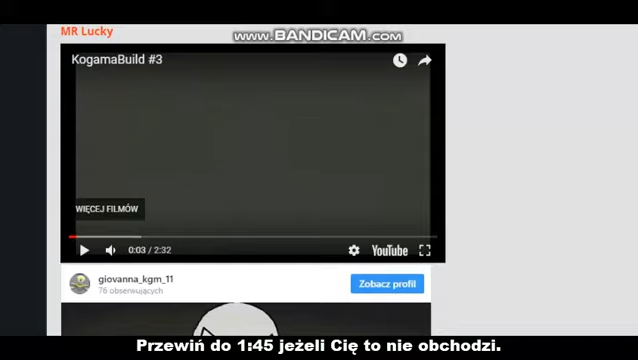 MR Lucky
www.BANDICAM.com
KogamaBuild #3
WIĘCEJ FILMÓW
0:03 / 2:32
YouTube
giovanna_kgm_11
76 obserwujących
Zobacz profil
Przewiń do 1:45 jeżeli Cię to nie obchodzi.